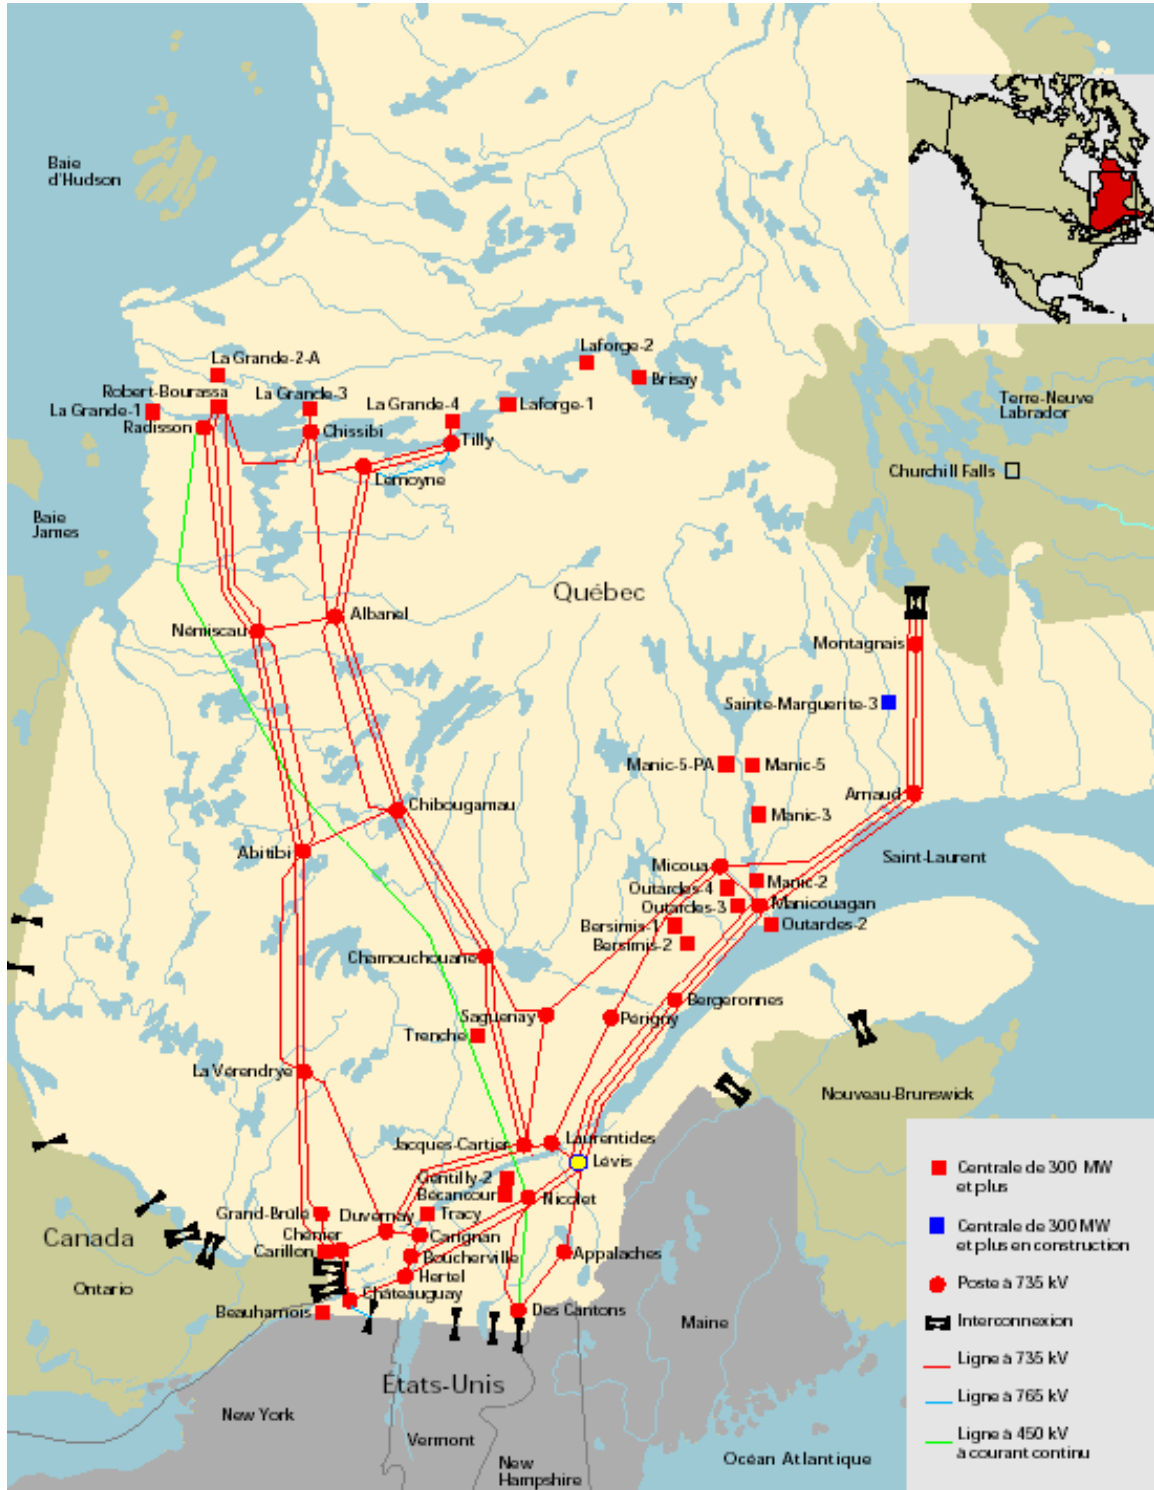 Baie
d'Hudson
Terre-Neuve
Labrador
Laforge-2
La Grande-2-A
Brisay
Robert-Bourassa
La Grande-3
La Grande-1
La Grande-4
Laforge-1
Radisson
Chissibi
Tilly
Lemoyne
Churchill Falls
Baie
James
Québec
Albanel
Némiscau
Montagnais
Sainte-Marguerite-3
Manic-5-PA
Manic-5
Arnaud
Chibougamau
Manic-3
Abitibi
Saint-Laurent
Micoua
Manic-2
Outardes-4
Manicouagan
Outardes-3
Bersimis-1
Outardes-2
Bersimis-2
Chamouchouane
Bergeronnes
Saguenay
Périgny
Trenche
La Vérendrye
Nouveau-Brunswick
Jacques-Cartier
Laurentides
Lévis
Gentilly-2
Bécancour
Nicolet
Grand-Brûlé
Duvernay
Tracy
Canada
Chénier
Carignan
Carillon
Boucherville
Appalaches
Hertel
Ontario
Châteauguay
Beauharnois
Des Cantons
Maine
États-Unis
New York
Vermont
New
Hampshire
Océan Atlantique
Centrale de 300 MW
et plus
Centrale de 300 MW
et plus en construction
Poste à 735 kV
Interconnexion
Ligne à 735 kV
Ligne à 765 kV
Ligne à 450 kV
à courant continu